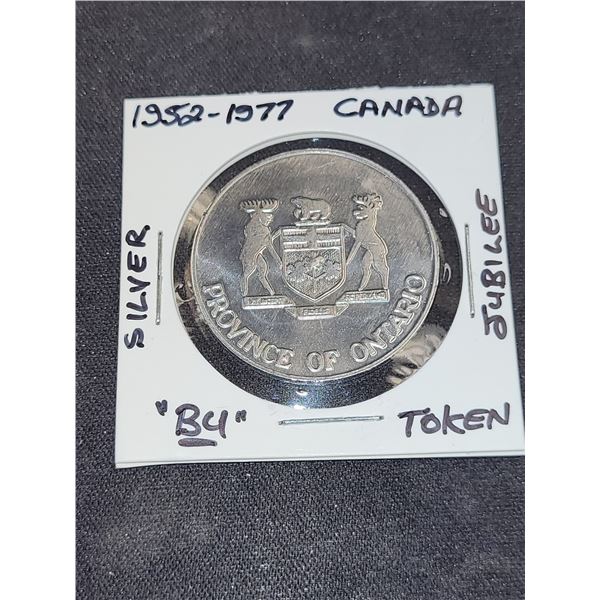 1952-1977 CANADA
SILVER
JUBILEE
PROVINCE OF ONTARIO
"BU"
TOKEN